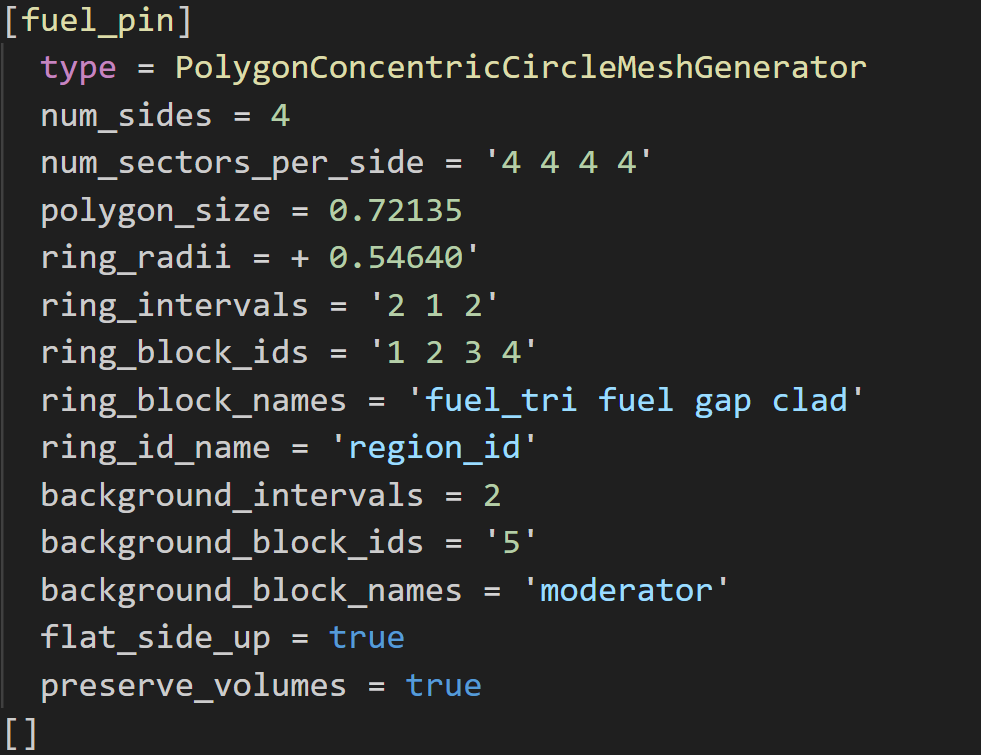 [fuel_pin]
type = PolygonConcentricCircleMeshGenerator
num_sides = 4
num_sectors_per_side = '4 4 4 4'
polygon_size = 0.72135
ring_radii = + 0.54640'
ring_intervals = '2 1 2'
ring_block_ids = '1 2 3 4'
ring_block_names = 'fuel_tri fuel gap clad'
ring_id_name = 'region_id'
background_intervals = 2
background_block_ids = '5'
background_block_names = 'moderator'
flat_side_up = true
preserve_volumes = true
[]